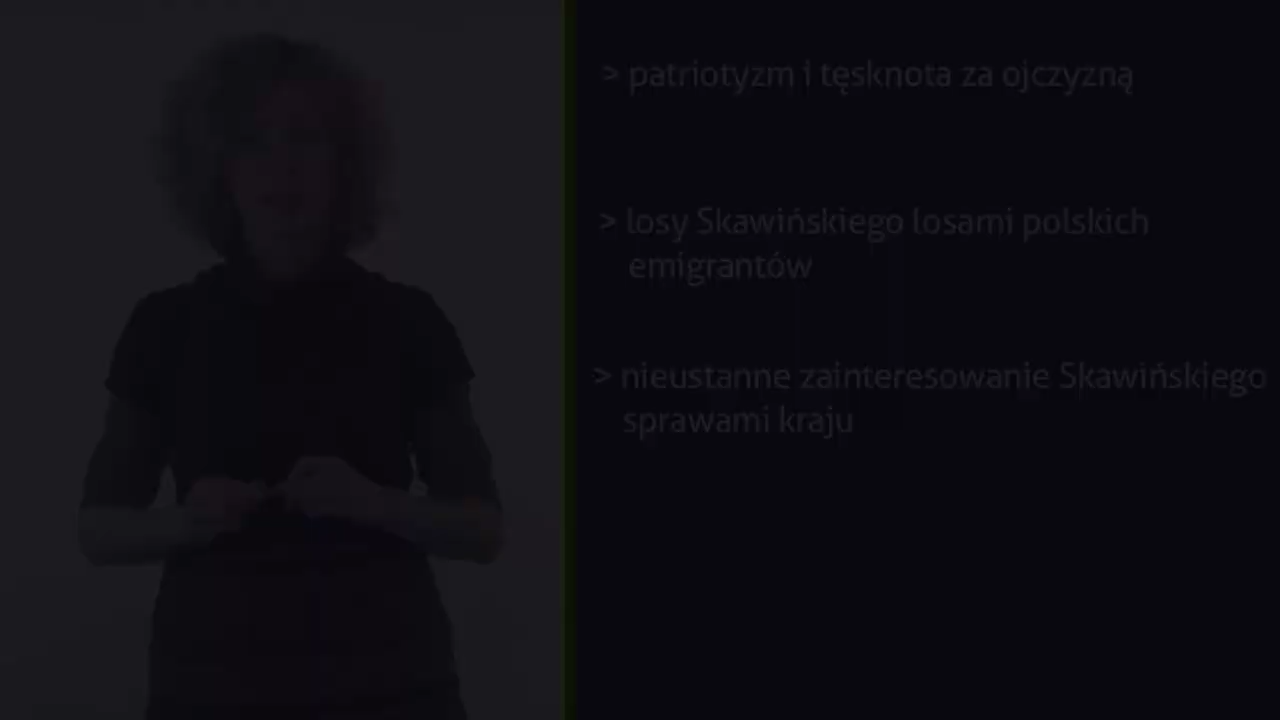 > patriotyzm i tęsknota za ojczyzną
> losy Skawińskiego losami polskich
emigrantów
> nieustanne zainteresowanie Skawińskiego
sprawami kraju